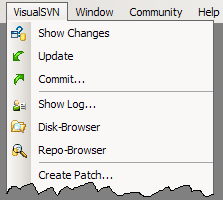 VisualSVN Window Community Help
Show Changes
Update
Commit...
Show Log...
Disk-Browser
Repo-Browser
Create Patch...